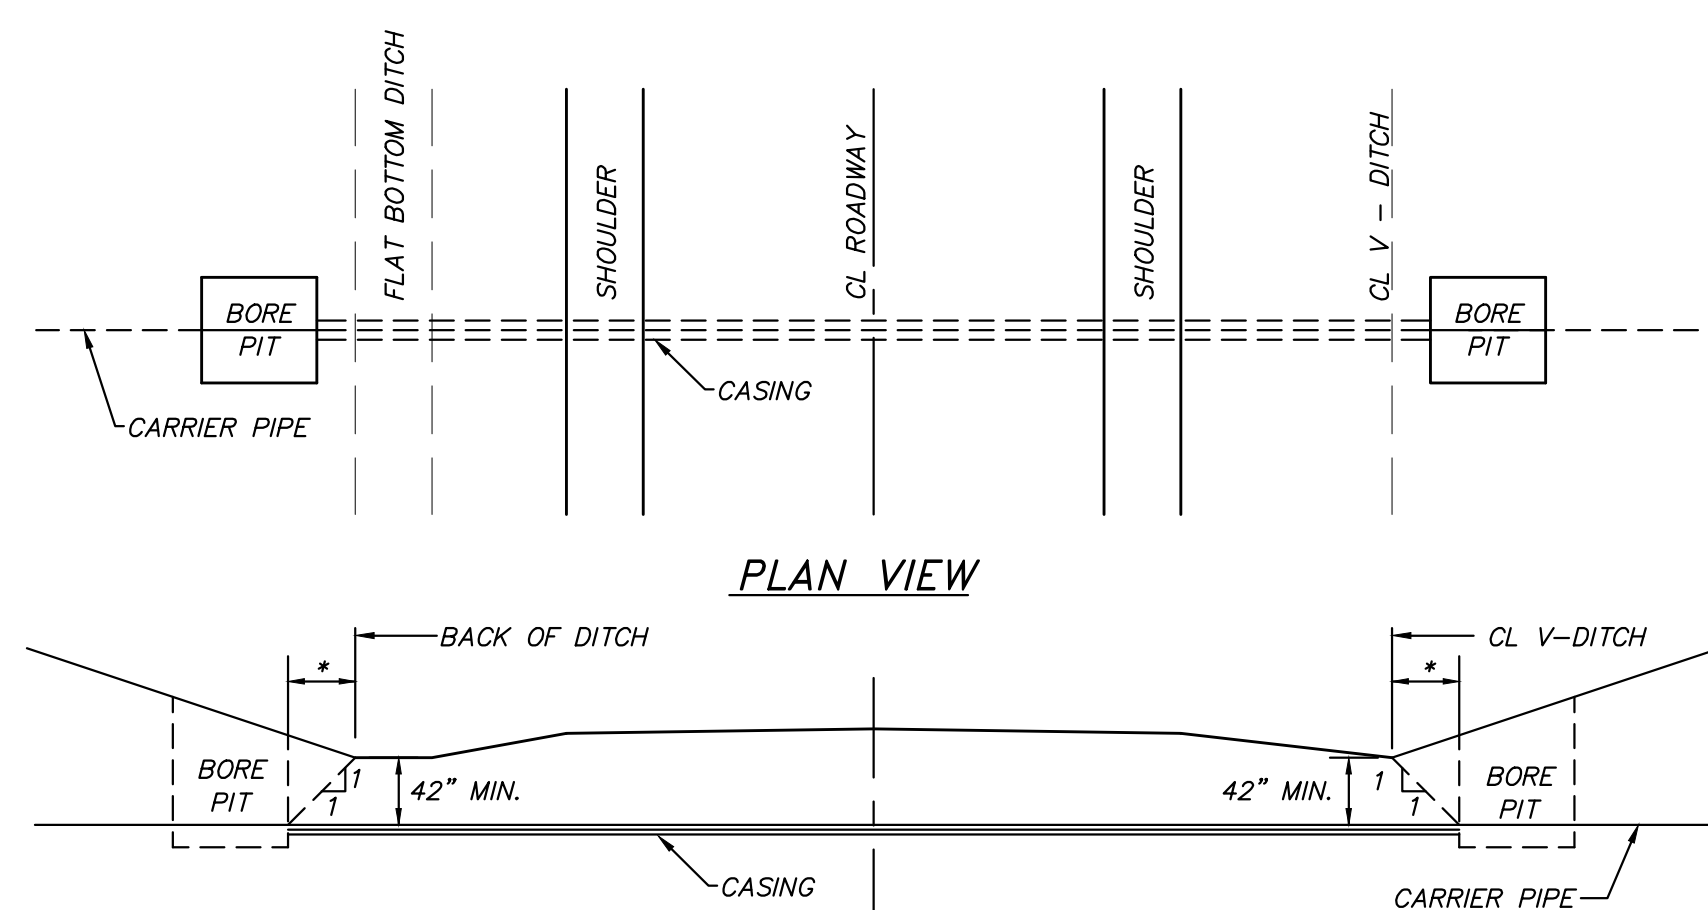 FLAT BOTTOM DITCH
SHOULDER
CL ROADWAY
SHOULDER
CL V - DITCH
BORE
PIT
BORE
PIT
CASING
CARRIER PIPE
PLAN VIEW
BACK OF DITCH
CL V-DITCH
*
*
BORE
PIT
1
1
42" MIN.
42" MIN.
1
1
BORE
PIT
CASING
CARRIER PIPE